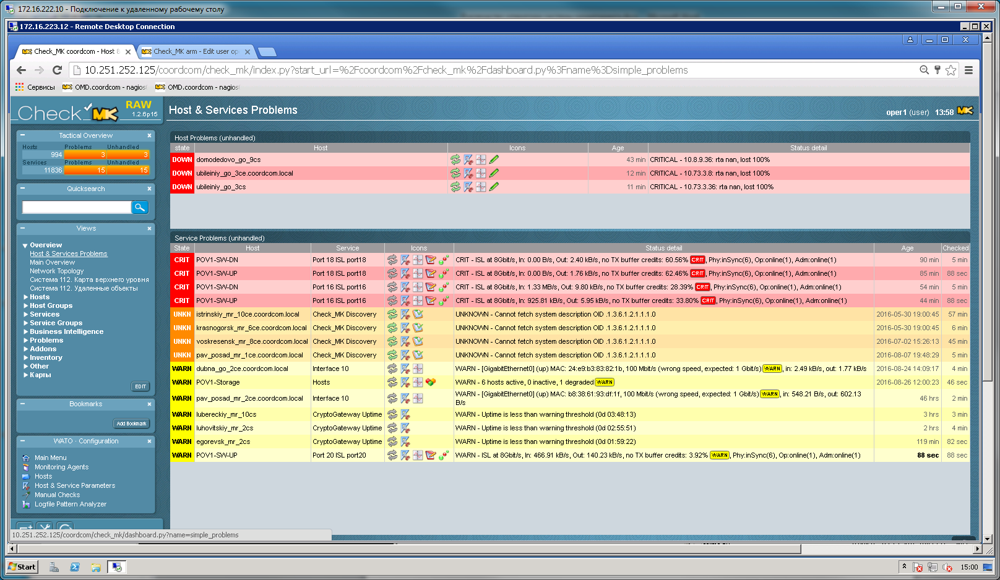 172.16.222.10 - Подключение к удаленному рабочему столу
172.16.223.12 - Remote Desktop Connection
Check_MK coordcom - Host &
Check_MK arm - Edit user op
10.251.252.125/coordcom/check_mk/index.py?start_url=%2Fcoordcom%2Fcheck_mk%2Fdashboard.py%3Fname%3Dsimple_problems
Сервисы OMD.coordcom - nagios OMD.coordcom - nagios
Check MK RAW
1.2.6p15
Host & Services Problems
oper1 (user) 13:58
Tactical Overview
Hosts Problems Unhandled
994 3 3
Services Problems Unhandled
11836 15 15
Quicksearch
Views
Overview
Host & Services Problems
Main Overview
Network Topology
Система 112. Карта верхнего уровня
Система 112. Удаленные объекты
Hosts
Host Groups
Services
Service Groups
Business Intelligence
Problems
Addons
Inventory
Other
Карты
EDIT
Bookmarks
Add Bookmark
WATO · Configuration
Main Menu
Monitoring Agents
Hosts
Host & Service Parameters
Manual Checks
Logfile Pattern Analyzer
Host Problems (unhandled)
state Host Icons Age Status detail
DOWN domodedovo_go_9cs 43 min CRITICAL - 10.8.9.36: rta nan, lost 100%
DOWN ubileiniy_go_3ce.coordcom.local 12 min CRITICAL - 10.73.3.8: rta nan, lost 100%
DOWN ubileiniy_go_3cs 11 min CRITICAL - 10.73.3.36: rta nan, lost 100%
Service Problems (unhandled)
State Host Service Icons Status detail Age Checked
CRIT POV1-SW-DN Port 18 ISL port18 CRIT - ISL at 8Gbit/s, In: 0.00 B/s, Out: 2.40 kB/s, no TX buffer credits: 60.56% CRIT, Phy:inSync(6), Op:online(1), Adm:online(1) 90 min 5 min
CRIT POV1-SW-UP Port 18 ISL port18 CRIT - ISL at 8Gbit/s, In: 0.00 B/s, Out: 1.76 kB/s, no TX buffer credits: 62.46% CRIT, Phy:inSync(6), Op:online(1), Adm:online(1) 85 min 88 sec
CRIT POV1-SW-DN Port 16 ISL port16 CRIT - ISL at 8Gbit/s, In: 1.33 MB/s, Out: 9.80 kB/s, no TX buffer credits: 28.39% CRIT, Phy:inSync(6), Op:online(1), Adm:online(1) 54 min 5 min
CRIT POV1-SW-UP Port 16 ISL port16 CRIT - ISL at 8Gbit/s, In: 925.81 kB/s, Out: 5.95 kB/s, no TX buffer credits: 33.80% CRIT, Phy:inSync(6), Op:online(1), Adm:online(1) 44 min 88 sec
UNKN istrinskiy_mr_10ce.coordcom.local Check_MK Discovery UNKNOWN - Cannot fetch system description OID .1.3.6.1.2.1.1.1.0 2016-05-30 19:00:45 57 min
UNKN krasnogorsk_mr_6ce.coordcom.local Check_MK Discovery UNKNOWN - Cannot fetch system description OID .1.3.6.1.2.1.1.1.0 2016-05-30 19:00:45 6 min
UNKN voskresensk_mr_8ce.coordcom.local Check_MK Discovery UNKNOWN - Cannot fetch system description OID .1.3.6.1.2.1.1.1.0 2016-07-02 15:26:13 45 min
UNKN pav_posad_mr_1ce.coordcom.local Check_MK Discovery UNKNOWN - Cannot fetch system description OID .1.3.6.1.2.1.1.1.0 2016-08-07 19:48:29 5 min
WARN dubna_go_2ce.coordcom.local Interface 10 WARN - [GigabitEthernet0] (up) MAC: 24:e9:b3:83:82:1b, 100 Mbit/s (wrong speed, expected: 1 Gbit/s) WARN, in: 2.49 kB/s, out: 1.77 kB/s 2016-08-24 14:09:17 4 min
WARN POV1-Storage Hosts WARN - 6 hosts active, 0 inactive, 1 degraded WARN 2016-08-26 12:00:23 46 sec
WARN pav_posad_mr_2ce.coordcom.local Interface 10 WARN - [GigabitEthernet0] (up) MAC: b8:38:61:93:df:11, 100 Mbit/s (wrong speed, expected: 1 Gbit/s) WARN, in: 548.21 B/s, out: 602.13 46 hrs 2 min
B/s
WARN lubereckiy_mr_10cs CryptoGateway Uptime WARN - Uptime is less than warning threshold (0d 03:48:13) 3 hrs 3 min
WARN luhovitskiy_mr_2cs CryptoGateway Uptime WARN - Uptime is less than warning threshold (0d 02:55:51) 2 hrs 4 min
WARN egorevsk_mr_2cs CryptoGateway Uptime WARN - Uptime is less than warning threshold (0d 01:59:22) 119 min 82 sec
WARN POV1-SW-UP Port 20 ISL port20 WARN - ISL at 8Gbit/s, In: 466.91 kB/s, Out: 140.23 kB/s, no TX buffer credits: 3.92% WARN, Phy:inSync(6), Op:online(1), Adm:online(1) 88 sec 88 sec
10.251.252.125/coordcom/check_mk/dashboard.py?name=simple_problems
Start 15:00